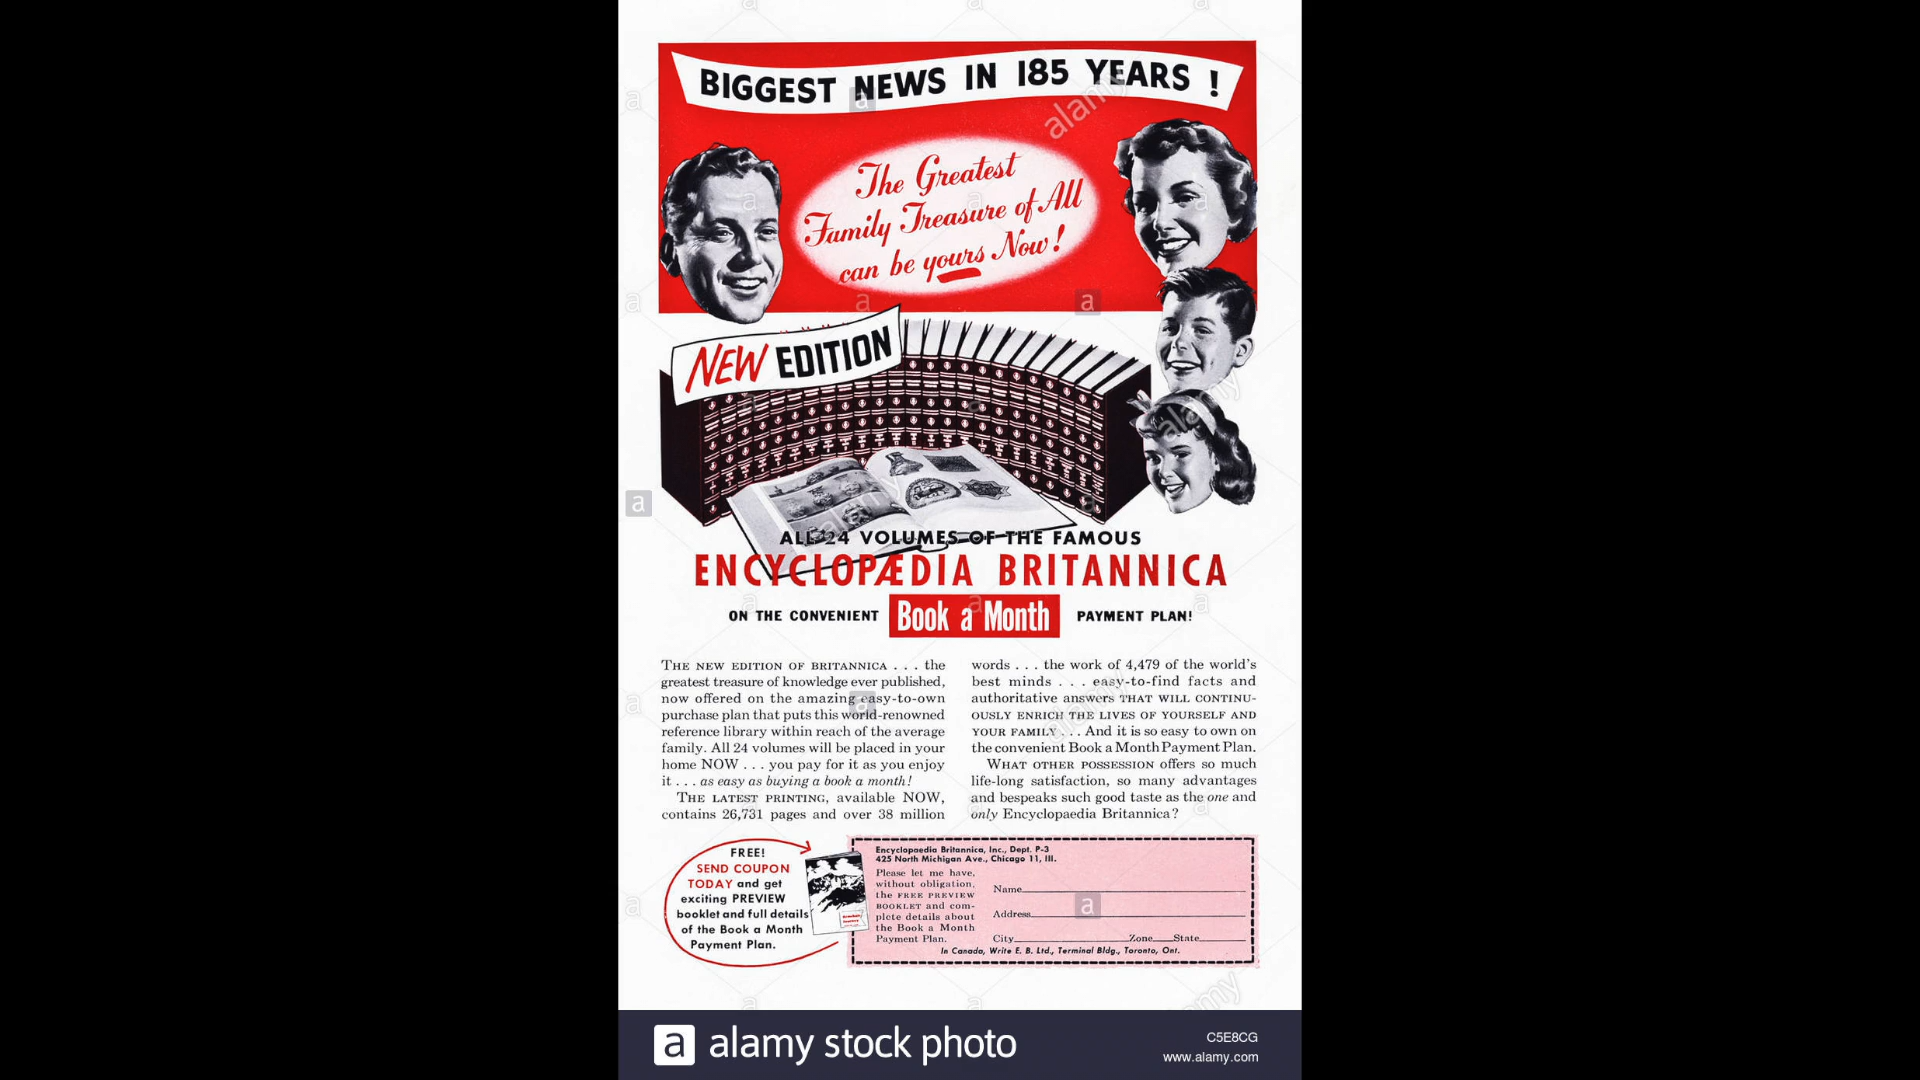 BIGGEST NEWS IN 185 YEARS !
The Greatest
Family Treasure of All
can be yours Now!
NEW EDITION
ALL 24 VOLUMES OF THE FAMOUS
ENCYCLOPÆDIA BRITANNICA
ON THE CONVENIENT Book a Month PAYMENT PLAN!
THE NEW EDITION OF BRITANNICA . . . the
greatest treasure of knowledge ever published,
now offered on the amazing easy-to-own
purchase plan that puts this world-renowned
reference library within reach of the average
family. All 24 volumes will be placed in your
home NOW . . . you pay for it as you enjoy
it . . . as easy as buying a book a month!
THE LATEST PRINTING, available NOW,
contains 26,731 pages and over 38 million
words . . . the work of 4,479 of the world's
best minds . . . easy-to-find facts and
authoritative answers THAT WILL CONTINU-
OUSLY ENRICH THE LIVES OF YOURSELF AND
YOUR FAMILY . . . And it is so easy to own on
the convenient Book a Month Payment Plan.
WHAT OTHER POSSESSION offers so much
life-long satisfaction, so many advantages
and bespeaks such good taste as the one and
only Encyclopaedia Britannica?
FREE!
SEND COUPON
TODAY and get
exciting PREVIEW
booklet and full details
of the Book a Month
Payment Plan.
Encyclopaedia Britannica, Inc., Dept. P-3
425 North Michigan Ave., Chicago 11, Ill.
Please let me have,
without obligation,
the FREE PREVIEW
BOOKLET and com-
plete details about
the Book a Month
Payment Plan.
Name
Address
City Zone State
In Canada, Write E. B. Ltd., Terminal Bldg., Toronto, Ont.
a alamy stock photo
C5E8CG
www.alamy.com